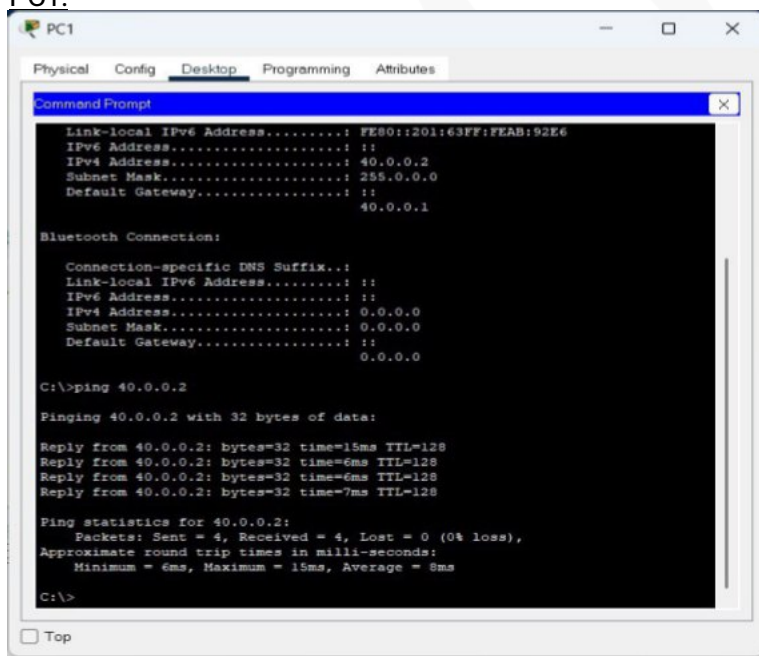 PC1:
PC1
Physical Config Desktop Programming Attributes
Command Prompt
Link-local IPv6 Address.........: FE80::201:63FF:FEAB:92E6
IPv6 Address....................: ::
IPv4 Address....................: 40.0.0.2
Subnet Mask.....................: 255.0.0.0
Default Gateway.................: ::
40.0.0.1
Bluetooth Connection:
Connection-specific DNS Suffix..:
Link-local IPv6 Address.........: ::
IPv6 Address....................: ::
IPv4 Address....................: 0.0.0.0
Subnet Mask.....................: 0.0.0.0
Default Gateway.................: ::
0.0.0.0
C:\>ping 40.0.0.2
Pinging 40.0.0.2 with 32 bytes of data:
Reply from 40.0.0.2: bytes=32 time=15ms TTL=128
Reply from 40.0.0.2: bytes=32 time=6ms TTL=128
Reply from 40.0.0.2: bytes=32 time=6ms TTL=128
Reply from 40.0.0.2: bytes=32 time=7ms TTL=128
Ping statistics for 40.0.0.2:
Packets: Sent = 4, Received = 4, Lost = 0 (0% loss),
Approximate round trip times in milli-seconds:
Minimum = 6ms, Maximum = 15ms, Average = 8ms
C:\>
Top